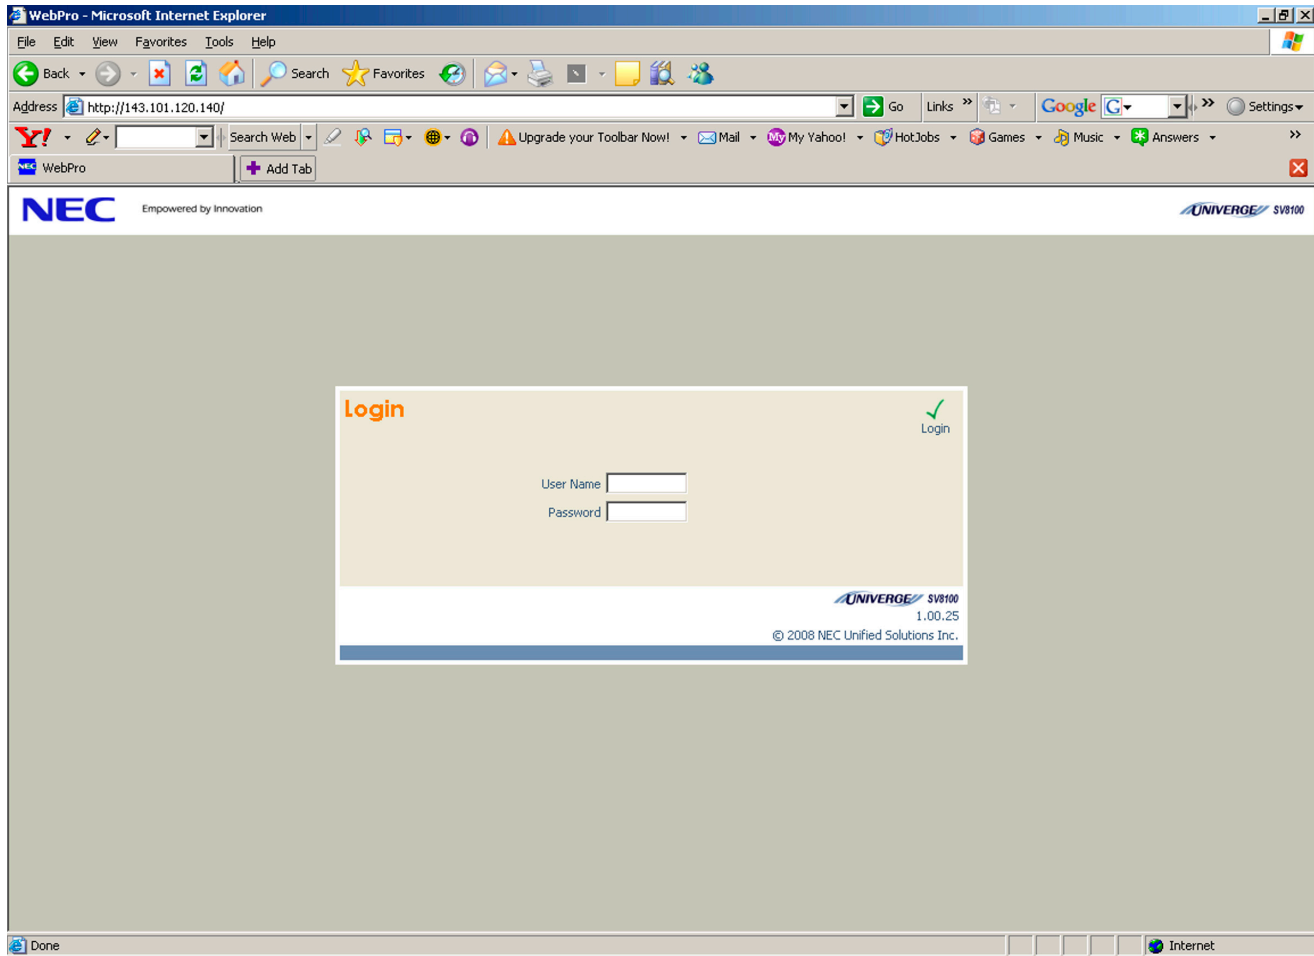 WebPro - Microsoft Internet Explorer
File Edit View Favorites Tools Help
Back Search Favorites
Address http://143.101.120.140/ Go Links » Google G Settings
Y! Search Web Upgrade your Toolbar Now! Mail My My Yahoo! HotJobs Games Music Answers »
NEC WebPro Add Tab
NEC Empowered by Innovation UNIVERGE SV8100
Login
Login
User Name
Password
UNIVERGE SV8100
1.00.25
© 2008 NEC Unified Solutions Inc.
Done Internet